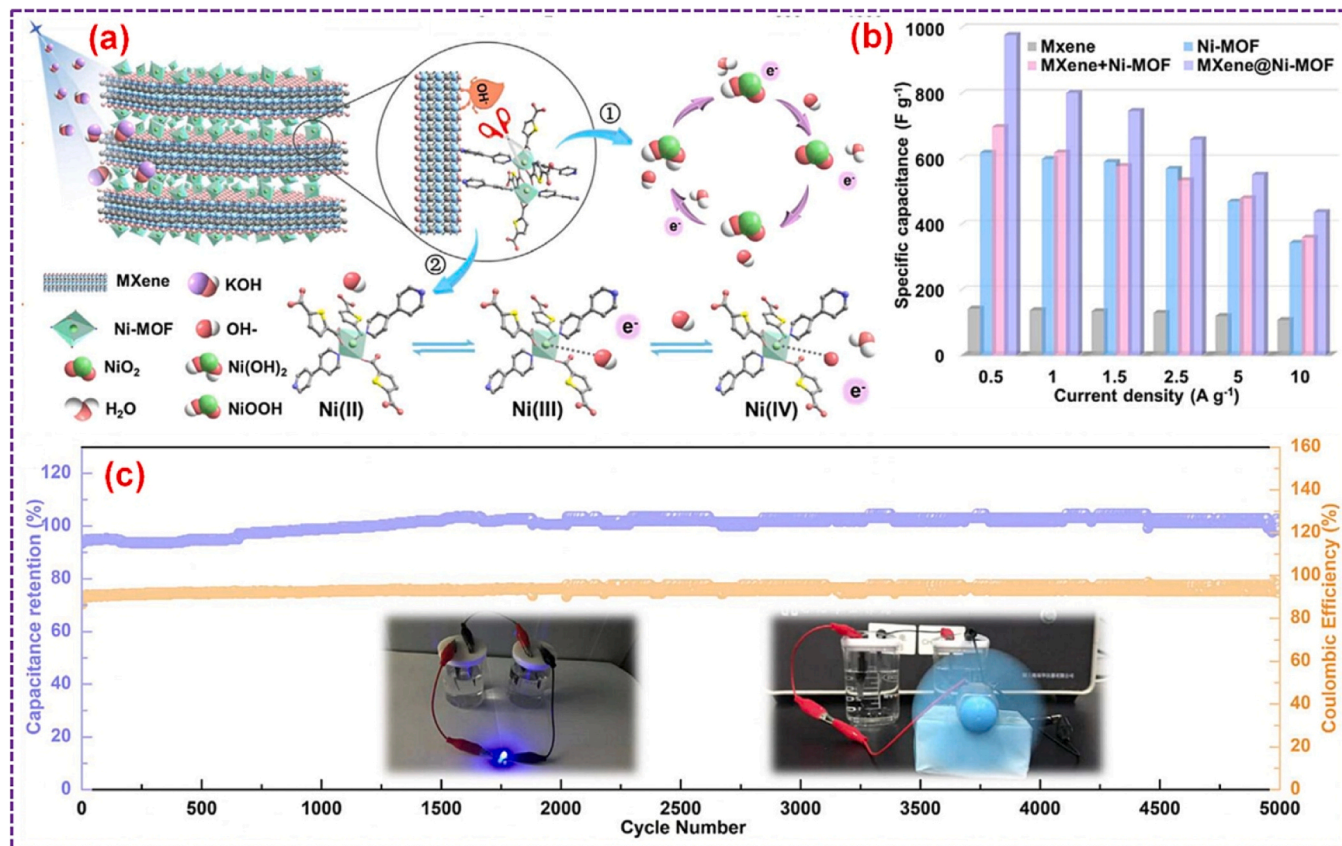 (a)
OH-
①
②
e-
e-
e-
e-
MXene
KOH
Ni-MOF
OH-
NiO₂
Ni(OH)₂
H₂O
NiOOH
Ni(II)
e-
Ni(III)
e-
Ni(IV)
(b)
Mxene
Ni-MOF
MXene+Ni-MOF
MXene@Ni-MOF
Specific capacitance (F g⁻¹)
1000
800
600
400
200
0
0.5 1 1.5 2.5 5 10
Current density (A g⁻¹)
(c)
Capacitance retention (%)
120
100
80
60
40
20
0
Coulombic Efficiency (%)
160
140
120
100
80
60
40
20
0
0 500 1000 1500 2000 2500 3000 3500 4000 4500 5000
Cycle Number